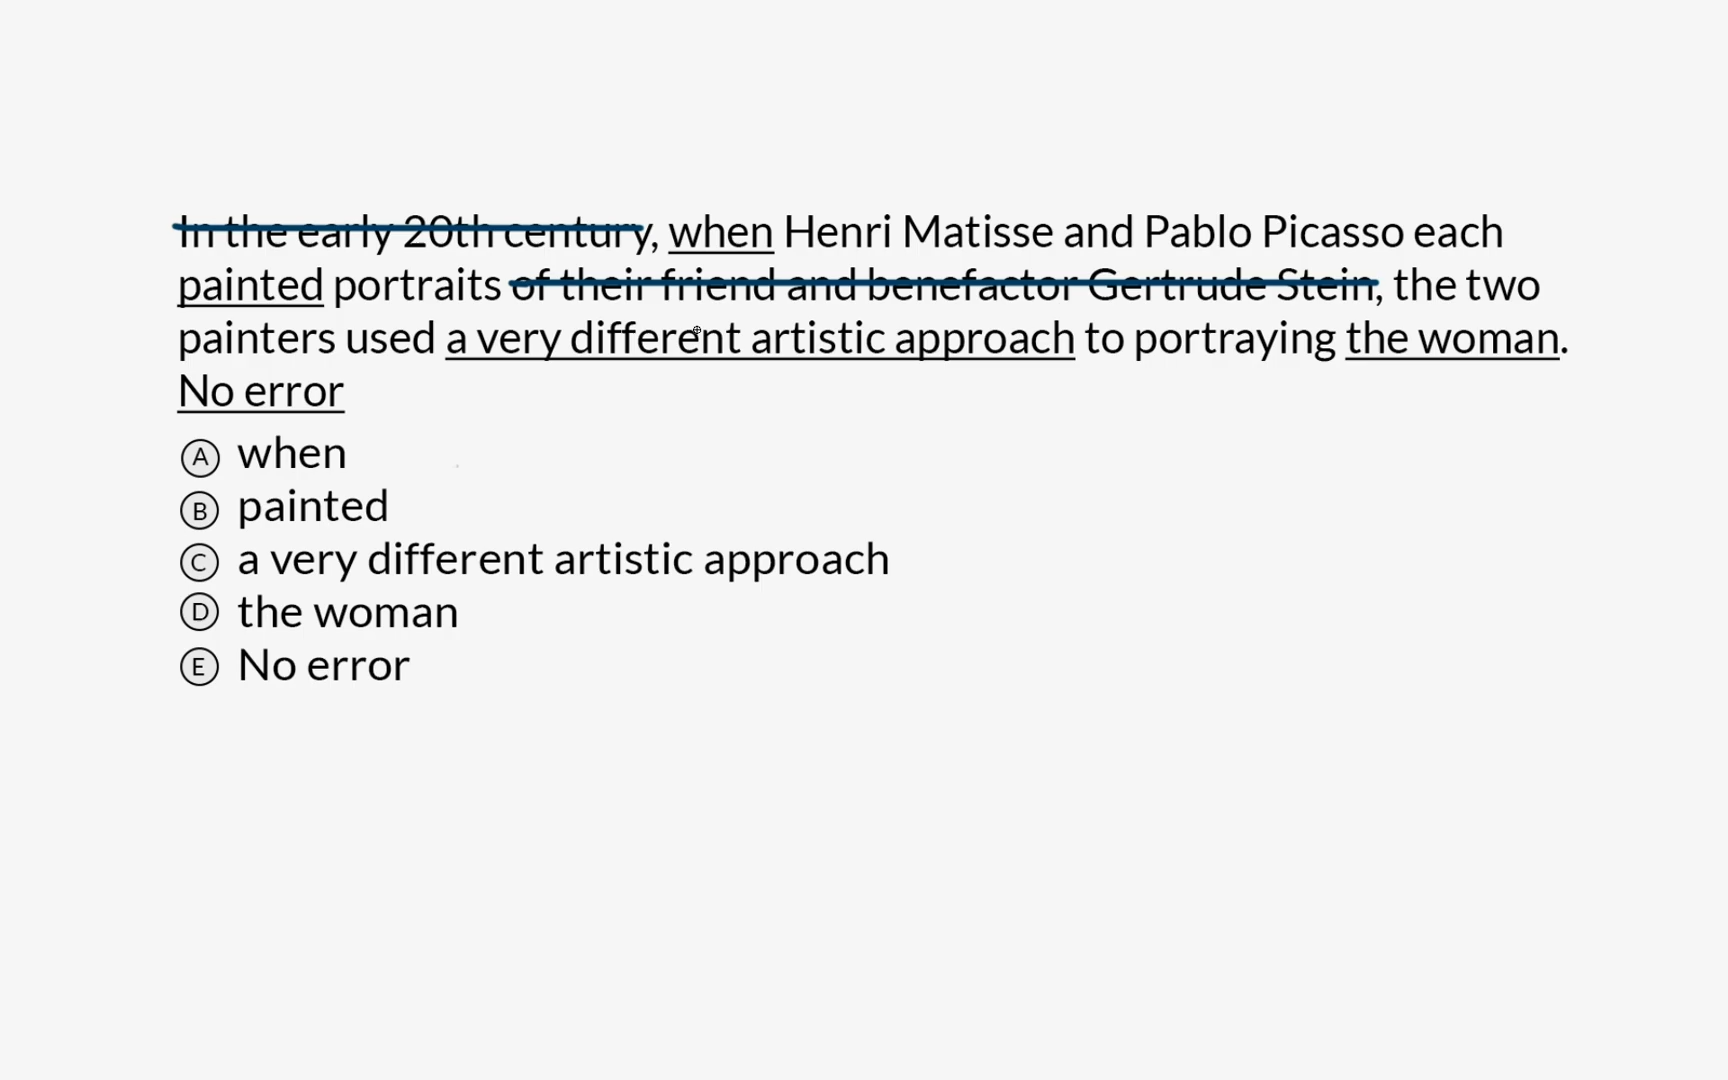 In the early 20th century, when Henri Matisse and Pablo Picasso each
painted portraits of their friend and benefactor Gertrude Stein, the two
painters used a very different artistic approach to portraying the woman.
No error
A when
B painted
C a very different artistic approach
D the woman
E No error